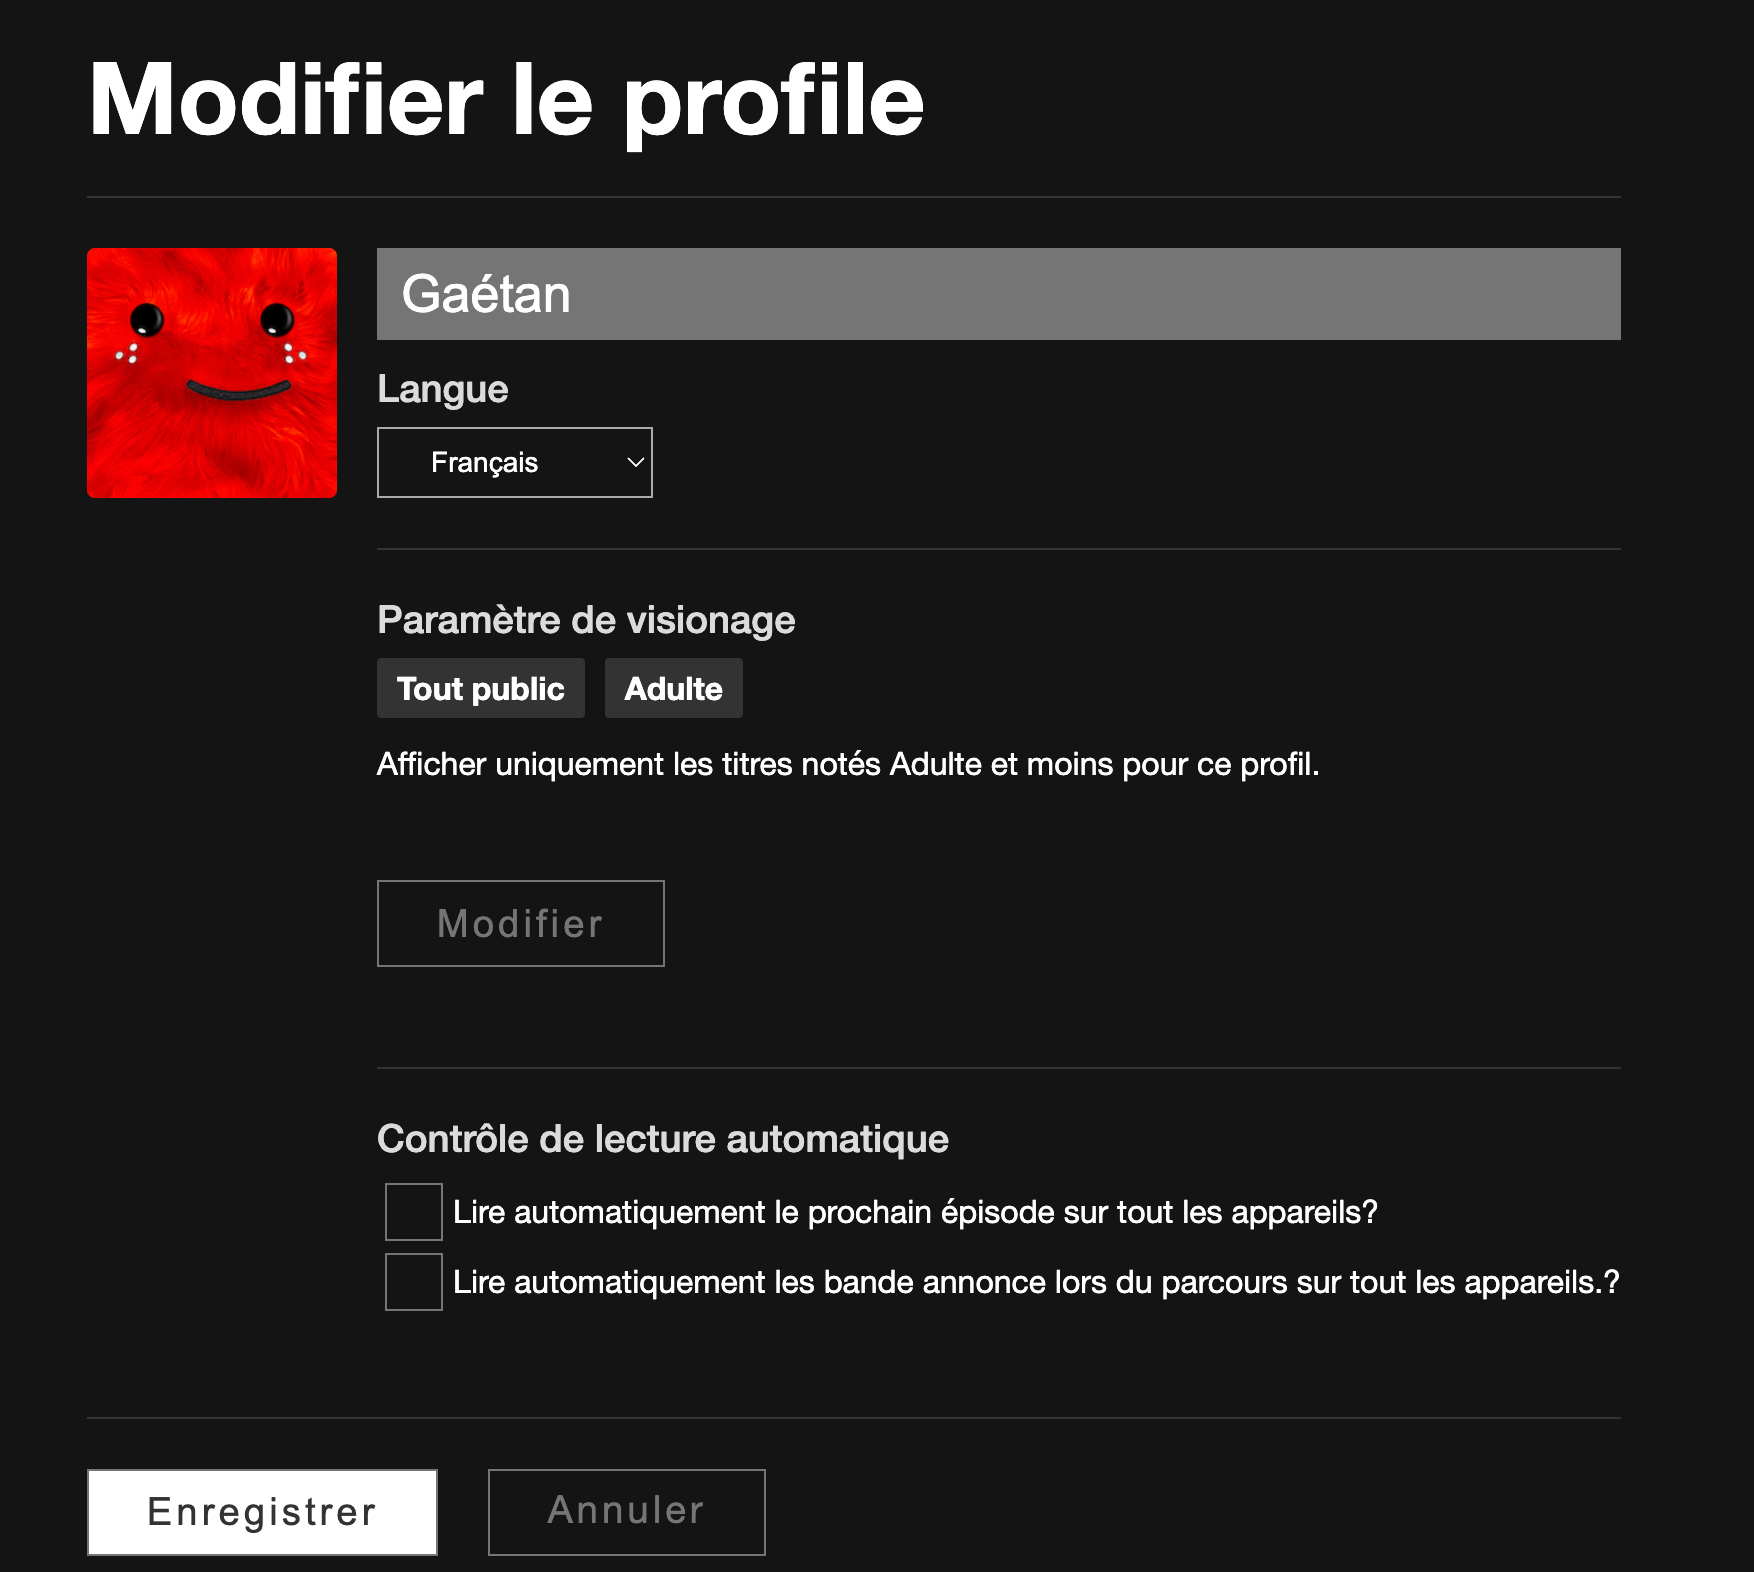 Modifier le profile
Gaétan
Langue
Français
Paramètre de visionage
Tout public
Adulte
Afficher uniquement les titres notés Adulte et moins pour ce profil.
Modifier
Contrôle de lecture automatique
Lire automatiquement le prochain épisode sur tout les appareils?
Lire automatiquement les bande annonce lors du parcours sur tout les appareils.?
Enregistrer
Annuler